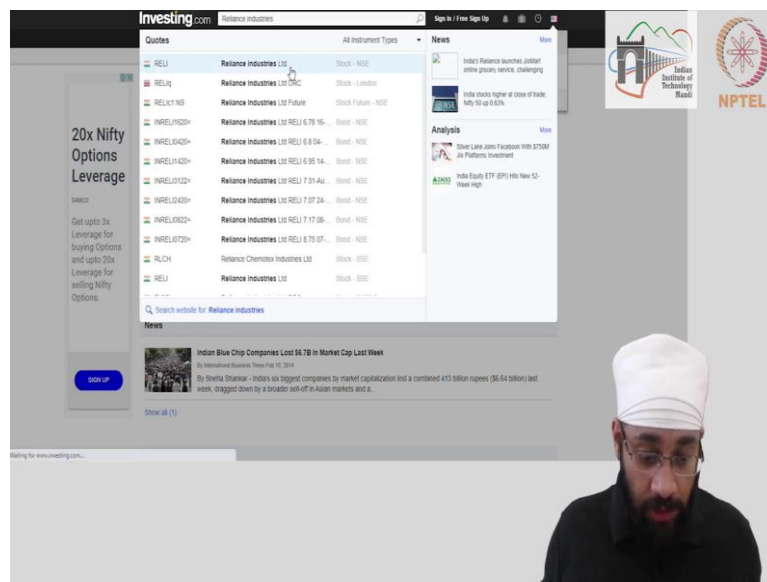 Investing.com
Reliance industries
Sign In / Free Sign Up
Quotes
All Instrument Types
RELI Reliance Industries Ltd Stock - NSE
RELIq Reliance Industries Ltd DRC Stock - London
RELIc1 NS Reliance Industries Ltd Future Stock Future - NSE
INRELI1620= Reliance Industries Ltd RELI 6.78 16-... Bond - NSE
INRELI0420= Reliance Industries Ltd RELI 6.8 04-... Bond - NSE
INRELI1420= Reliance Industries Ltd RELI 6.95 14-... Bond - NSE
INRELI3122= Reliance Industries Ltd RELI 7 31-Au... Bond - NSE
INRELI2420= Reliance Industries Ltd RELI 7.07 24-... Bond - NSE
INRELI0822= Reliance Industries Ltd RELI 7.17 08-... Bond - NSE
INRELI0720= Reliance Industries Ltd RELI 8.75 07-... Bond - NSE
RLCH Reliance Chemotex Industries Ltd Stock - BSE
RELI Reliance Industries Ltd Stock - BSE
Search website for: Reliance industries
News More
India's Reliance launches JioMart
online grocery service, challenging
India stocks higher at close of trade;
Nifty 50 up 0.63%
Analysis More
Silver Lake Joins Facebook With $750M
Jio Platforms Investment
India Equity ETF (EPI) Hits New 52-
Week High
20x Nifty
Options
Leverage
SAMCO
Get upto 3x
Leverage for
buying Options
and upto 20x
Leverage for
selling Nifty
Options.
SIGN UP
News
Indian Blue Chip Companies Lost $6.7B In Market Cap Last Week
By International Business Times Feb 10, 2014
By Sneha Shankar - India's six biggest companies by market capitalization lost a combined 413 billion rupees ($6.64 billion) last
week, dragged down by a broader sell-off in Asian markets and a...
Show all (1)
Waiting for www.investing.com...
Indian
Institute of
Technology
Mandi
NPTEL